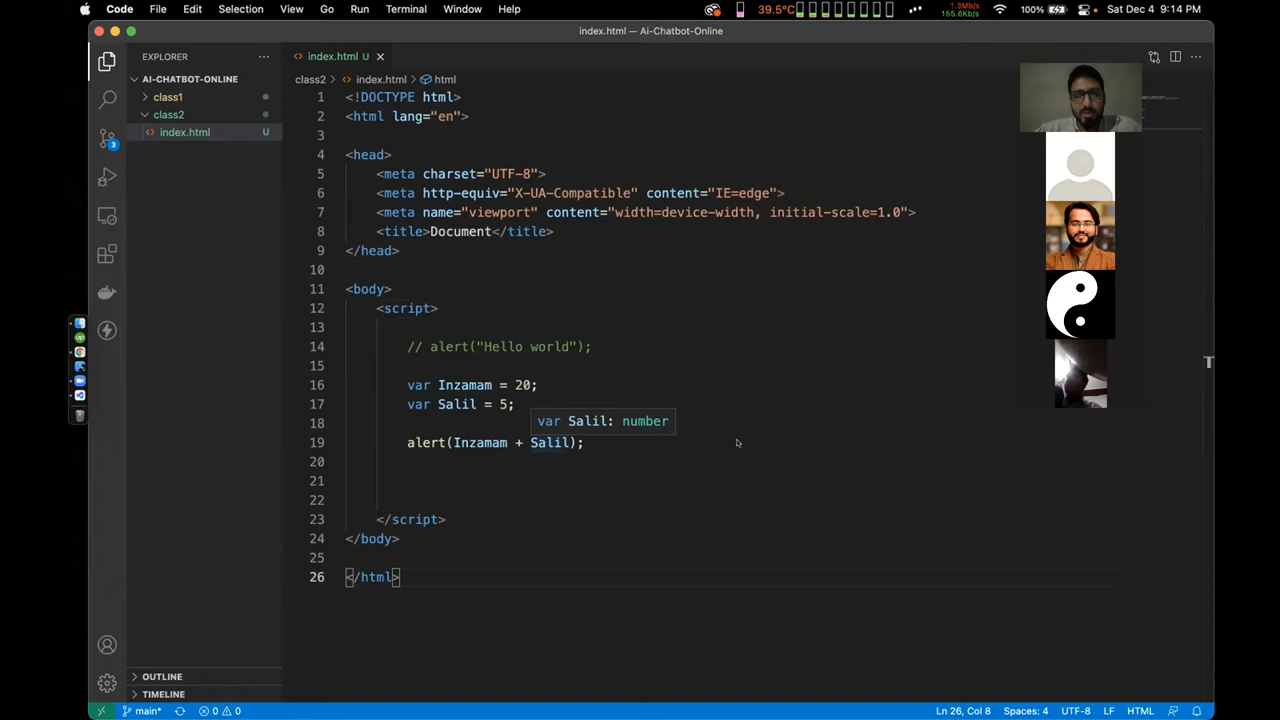 Code File Edit Selection View Go Run Terminal Window Help 39.5°C 1.3MB/s 155.6KB/s 100% Sat Dec 4 9:14 PM
index.html — Ai-Chatbot-Online
EXPLORER
index.html U
AI-CHATBOT-ONLINE
class2 > index.html > html
class1
class2
index.html U
3
1 <!DOCTYPE html>
2 <html lang="en">
3
4 <head>
5 <meta charset="UTF-8">
6 <meta http-equiv="X-UA-Compatible" content="IE=edge">
7 <meta name="viewport" content="width=device-width, initial-scale=1.0">
8 <title>Document</title>
9 </head>
10
11 <body>
12 <script>
13
14 // alert("Hello world");
15
16 var Inzamam = 20;
17 var Salil = 5;
18
var Salil: number
19 alert(Inzamam + Salil);
20
21
22
23 </script>
24 </body>
25
26 </html>
T
OUTLINE
TIMELINE
main* 0 0 Ln 26, Col 8 Spaces: 4 UTF-8 LF HTML